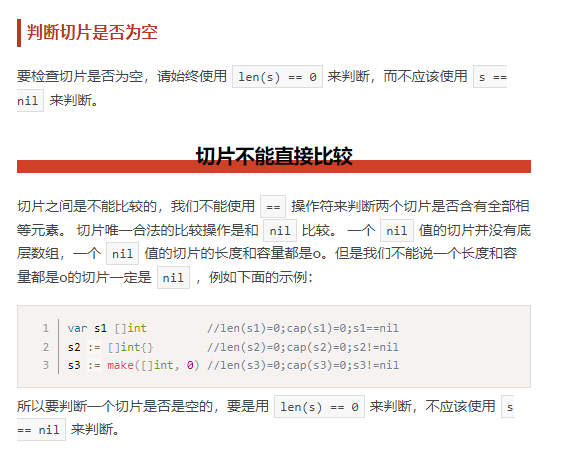 判断切片是否为空
要检查切片是否为空，请始终使用 len(s) == 0 来判断，而不应该使用 s ==
nil 来判断。
切片不能直接比较
切片之间是不能比较的，我们不能使用 == 操作符来判断两个切片是否含有全部相
等元素。 切片唯一合法的比较操作是和 nil 比较。 一个 nil 值的切片并没有底
层数组，一个 nil 值的切片的长度和容量都是0。但是我们不能说一个长度和容
量都是0的切片一定是 nil ，例如下面的示例：
1 var s1 []int //len(s1)=0;cap(s1)=0;s1==nil
2 s2 := []int{} //len(s2)=0;cap(s2)=0;s2!=nil
3 s3 := make([]int, 0) //len(s3)=0;cap(s3)=0;s3!=nil
所以要判断一个切片是否是空的，要是用 len(s) == 0 来判断，不应该使用 s
== nil 来判断。